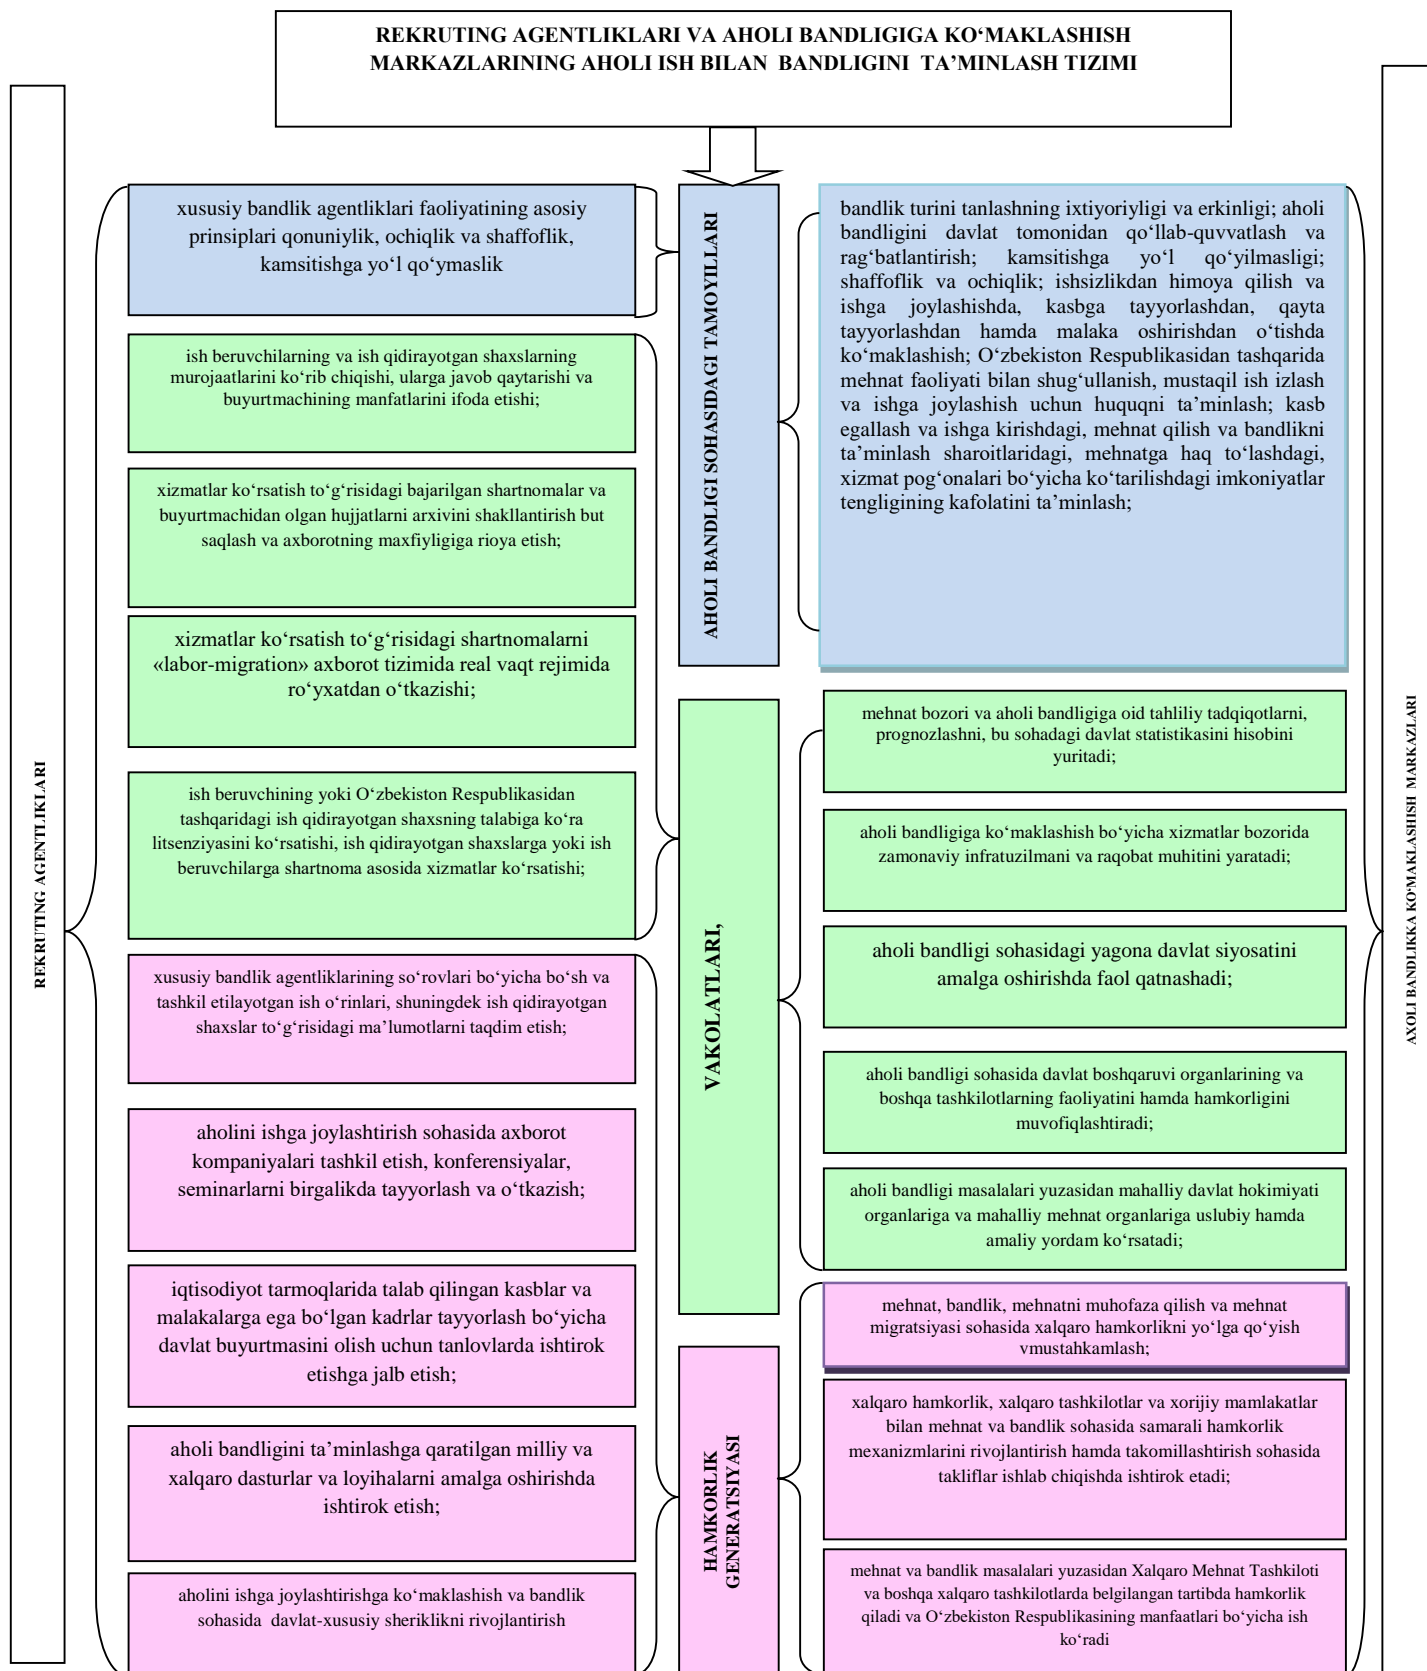 REKRUTING AGENTLIKLARI VA AHOLI BANDLIGIGA KO‘MAKLASHISH
MARKAZLARINING AHOLI ISH BILAN BANDLIGINI TA’MINLASH TIZIMI
REKRUTING AGENTLIKLARI
xususiy bandlik agentliklari faoliyatining asosiy
prinsiplari qonuniylik, ochiqlik va shaffoflik,
kamsitishga yo‘l qo‘ymaslik
ish beruvchilarning va ish qidirayotgan shaxslarning
murojaatlarini ko‘rib chiqishi, ularga javob qaytarishi va
buyurtmachining manfatlarini ifoda etishi;
xizmatlar ko‘rsatish to‘g‘risidagi bajarilgan shartnomalar va
buyurtmachidan olgan hujjatlarni arxivini shakllantirish but
saqlash va axborotning maxfiyligiga rioya etish;
xizmatlar ko‘rsatish to‘g‘risidagi shartnomalarni
«labor-migration» axborot tizimida real vaqt rejimida
ro‘yxatdan o‘tkazishi;
ish beruvchining yoki O‘zbekiston Respublikasidan
tashqaridagi ish qidirayotgan shaxsning talabiga ko‘ra
litsenziyasini ko‘rsatishi, ish qidirayotgan shaxslarga yoki ish
beruvchilarga shartnoma asosida xizmatlar ko‘rsatishi;
xususiy bandlik agentliklarining so‘rovlari bo‘yicha bo‘sh va
tashkil etilayotgan ish o‘rinlari, shuningdek ish qidirayotgan
shaxslar to‘g‘risidagi ma’lumotlarni taqdim etish;
aholini ishga joylashtirish sohasida axborot
kompaniyalari tashkil etish, konferensiyalar,
seminarlarni birgalikda tayyorlash va o‘tkazish;
iqtisodiyot tarmoqlarida talab qilingan kasblar va
malakalarga ega bo‘lgan kadrlar tayyorlash bo‘yicha
davlat buyurtmasini olish uchun tanlovlarda ishtirok
etishga jalb etish;
aholi bandligini ta’minlashga qaratilgan milliy va
xalqaro dasturlar va loyihalarni amalga oshirishda
ishtirok etish;
aholini ishga joylashtirishga ko‘maklashish va bandlik
sohasida davlat-xususiy sheriklikni rivojlantirish
AHOLI BANDLIGI SOHASIDAGI TAMOYILLARI
VAKOLATLARI,
HAMKORLIK
GENERATSIYASI
bandlik turini tanlashning ixtiyoriyligi va erkinligi; aholi
bandligini davlat tomonidan qo‘llab-quvvatlash va
rag‘batlantirish; kamsitishga yo‘l qo‘yilmasligi;
shaffoflik va ochiqlik; ishsizlikdan himoya qilish va
ishga joylashishda, kasbga tayyorlashdan, qayta
tayyorlashdan hamda malaka oshirishdan o‘tishda
ko‘maklashish; O‘zbekiston Respublikasidan tashqarida
mehnat faoliyati bilan shug‘ullanish, mustaqil ish izlash
va ishga joylashish uchun huquqni ta’minlash; kasb
egallash va ishga kirishdagi, mehnat qilish va bandlikni
ta’minlash sharoitlaridagi, mehnatga haq to‘lashdagi,
xizmat pog‘onalari bo‘yicha ko‘tarilishdagi imkoniyatlar
tengligining kafolatini ta’minlash;
mehnat bozori va aholi bandligiga oid tahliliy tadqiqotlarni,
prognozlashni, bu sohadagi davlat statistikasini hisobini
yuritadi;
aholi bandligiga ko‘maklashish bo‘yicha xizmatlar bozorida
zamonaviy infratuzilmani va raqobat muhitini yaratadi;
aholi bandligi sohasidagi yagona davlat siyosatini
amalga oshirishda faol qatnashadi;
aholi bandligi sohasida davlat boshqaruvi organlarining va
boshqa tashkilotlarning faoliyatini hamda hamkorligini
muvofiqlashtiradi;
aholi bandligi masalalari yuzasidan mahalliy davlat hokimiyati
organlariga va mahalliy mehnat organlariga uslubiy hamda
amaliy yordam ko‘rsatadi;
mehnat, bandlik, mehnatni muhofaza qilish va mehnat
migratsiyasi sohasida xalqaro hamkorlikni yo‘lga qo‘yish
vmustahkamlash;
xalqaro hamkorlik, xalqaro tashkilotlar va xorijiy mamlakatlar
bilan mehnat va bandlik sohasida samarali hamkorlik
mexanizmlarini rivojlantirish hamda takomillashtirish sohasida
takliflar ishlab chiqishda ishtirok etadi;
mehnat va bandlik masalalari yuzasidan Xalqaro Mehnat Tashkiloti
va boshqa xalqaro tashkilotlarda belgilangan tartibda hamkorlik
qiladi va O‘zbekiston Respublikasining manfaatlari bo‘yicha ish
ko‘radi
AXOLI BANDLIKKA KO‘MAKLASHISH MARKAZLARI